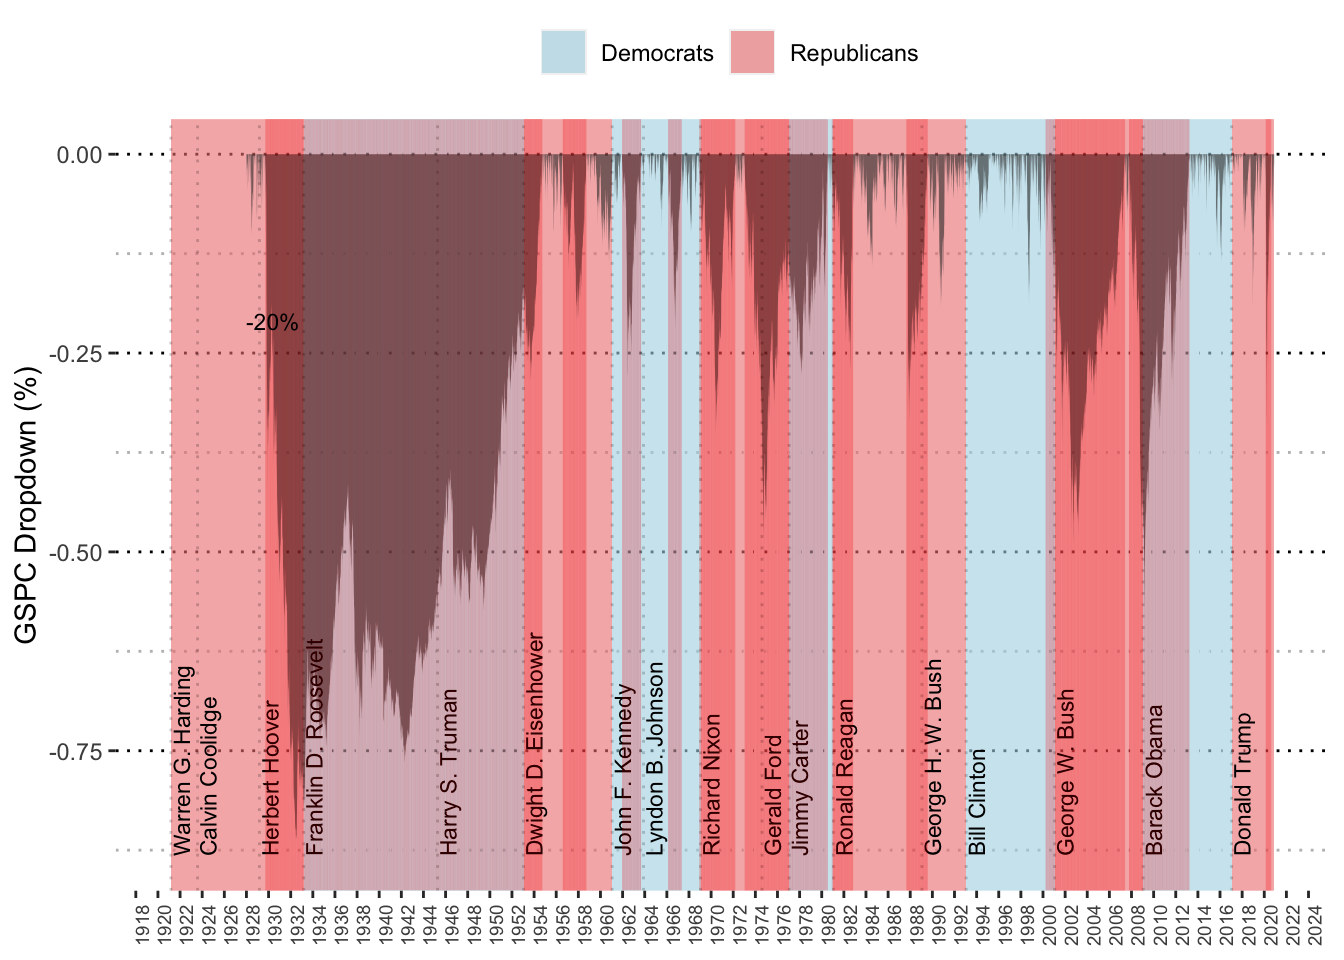 Democrats
Republicans
GSPC Dropdown (%)
0.00
-0.25
-0.50
-0.75
-20%
Warren G. Harding
Calvin Coolidge
Herbert Hoover
Franklin D. Roosevelt
Harry S. Truman
Dwight D. Eisenhower
John F. Kennedy
Lyndon B. Johnson
Richard Nixon
Gerald Ford
Jimmy Carter
Ronald Reagan
George H. W. Bush
Bill Clinton
George W. Bush
Barack Obama
Donald Trump
1918
1920
1922
1924
1926
1928
1930
1932
1934
1936
1938
1940
1942
1944
1946
1948
1950
1952
1954
1956
1958
1960
1962
1964
1966
1968
1970
1972
1974
1976
1978
1980
1982
1984
1986
1988
1990
1992
1994
1996
1998
2000
2002
2004
2006
2008
2010
2012
2014
2016
2018
2020
2022
2024